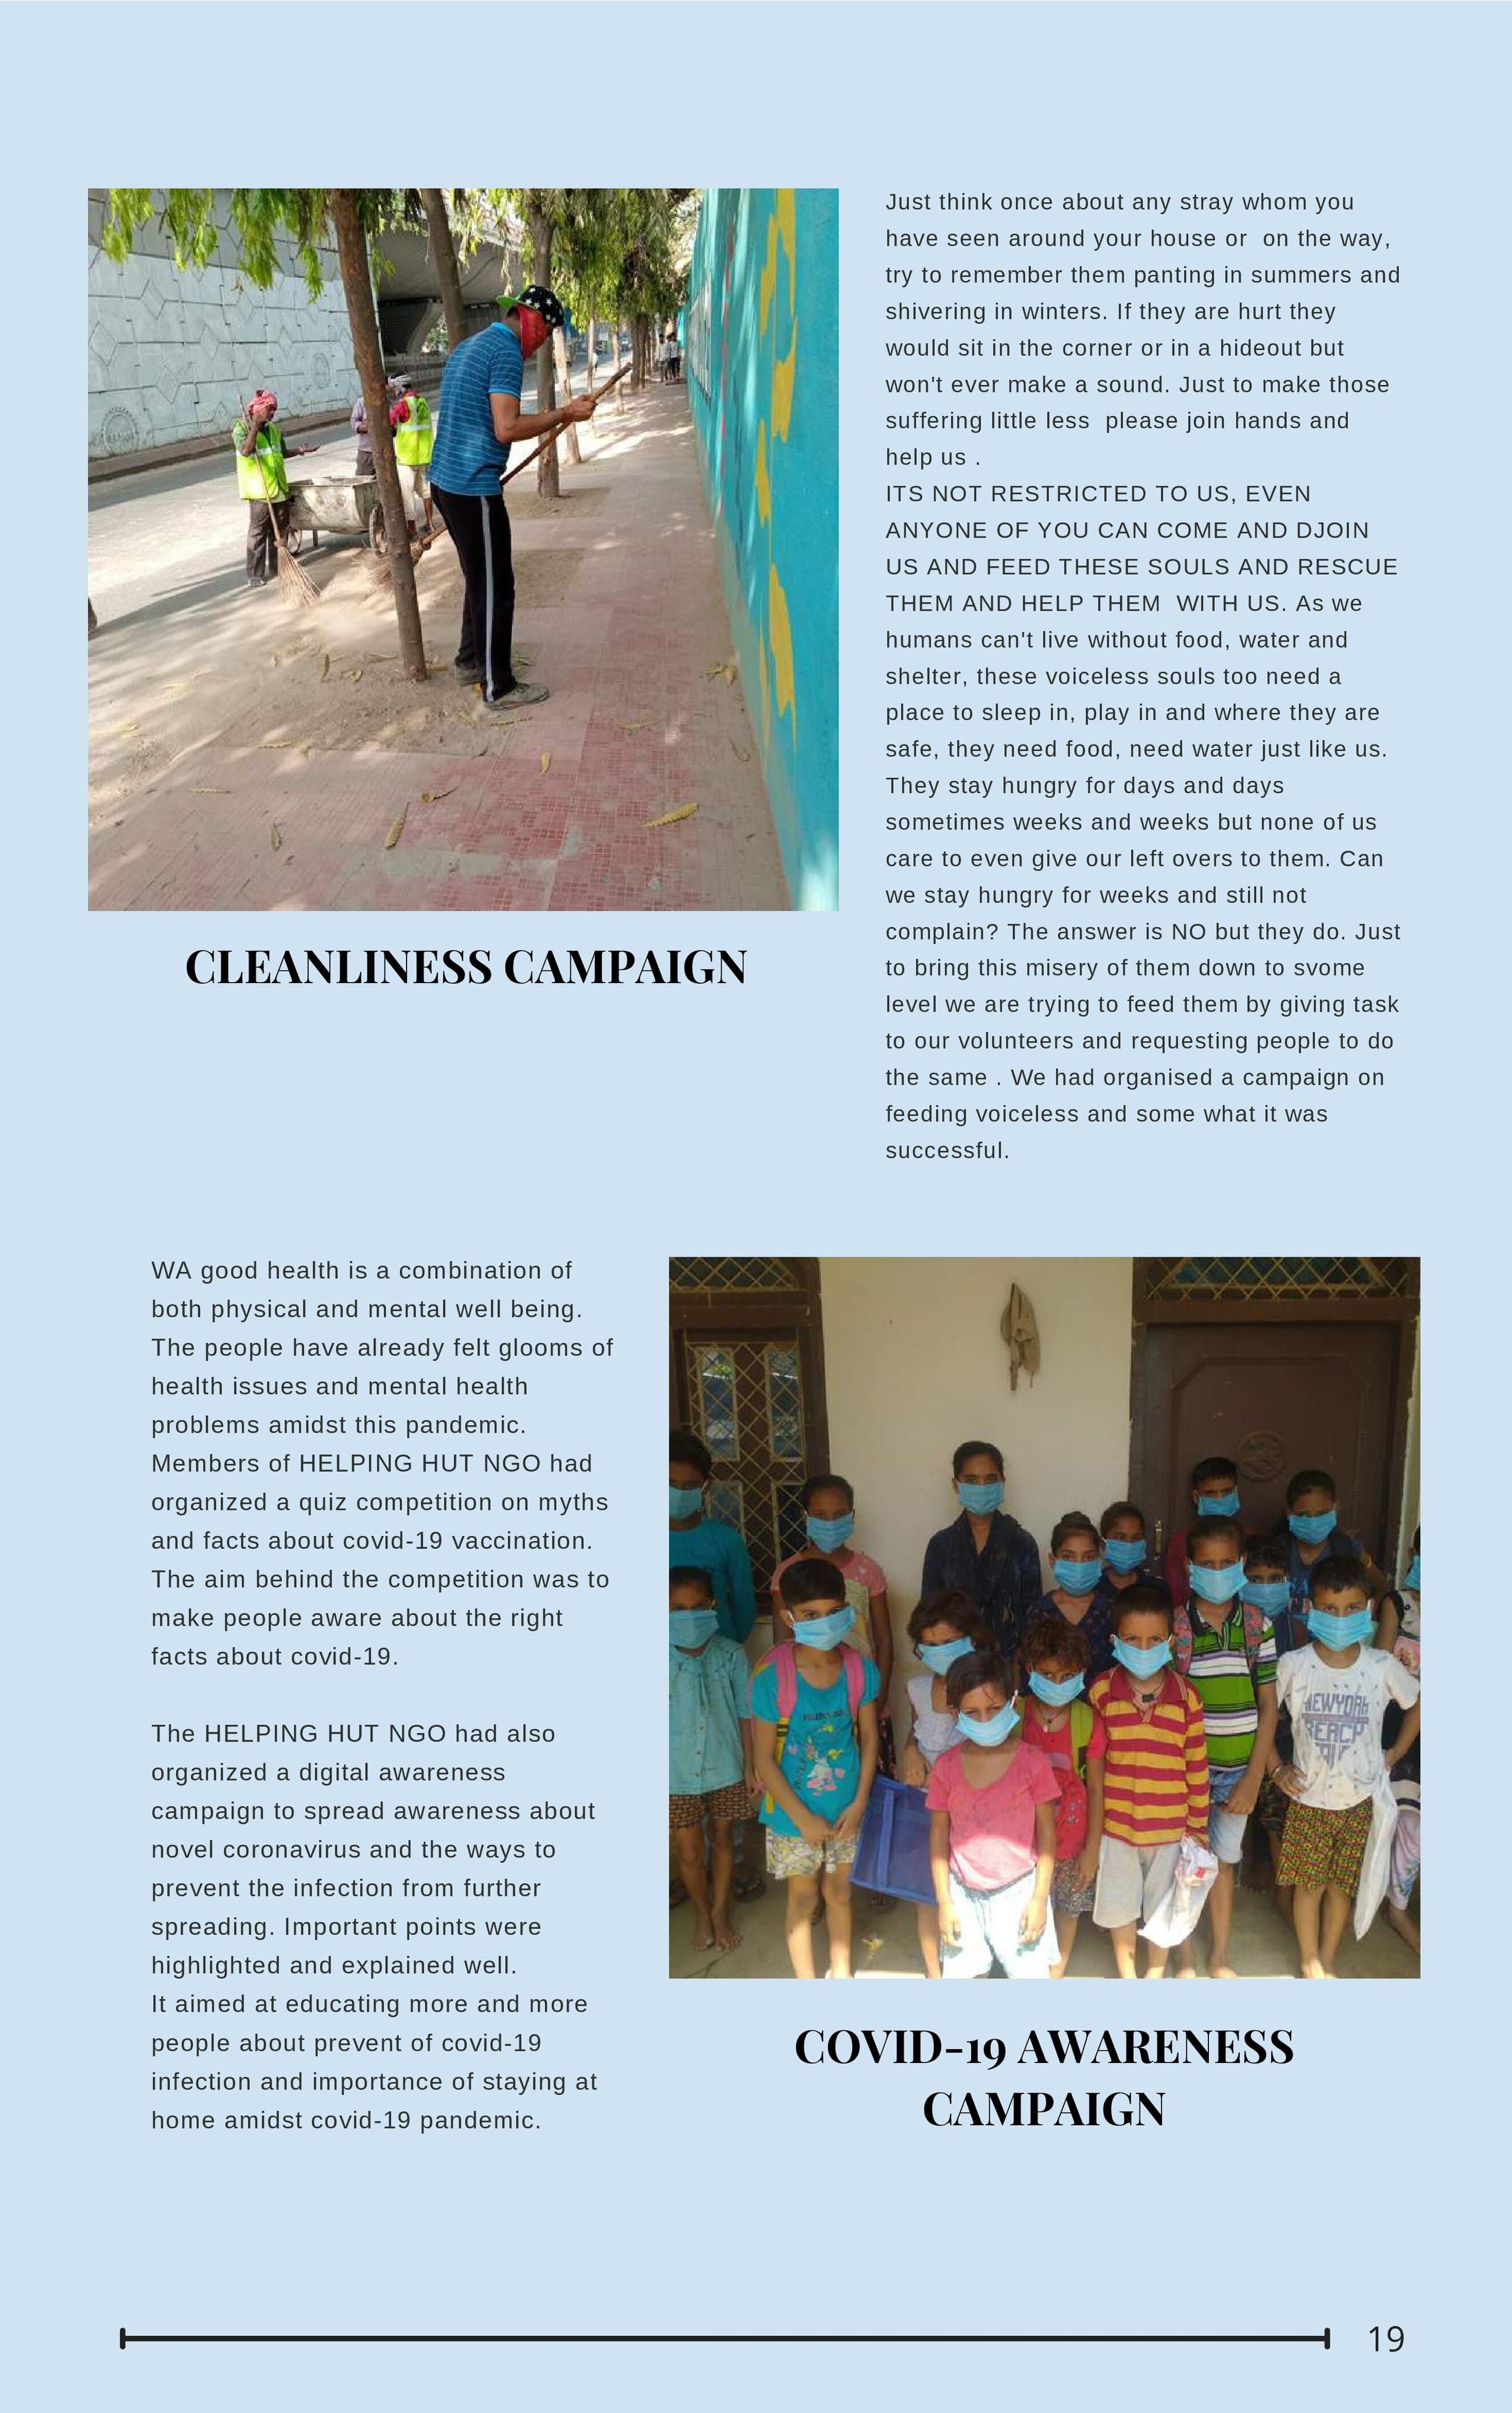 Just think once about any stray whom you
have seen around your house or  on the way,
try to remember them panting in summers and
shivering in winters. If they are hurt they
would sit in the corner or in a hideout but
won't ever make a sound. Just to make those
suffering little less  please join hands and
help us .
ITS NOT RESTRICTED TO US, EVEN
ANYONE OF YOU CAN COME AND DJOIN
US AND FEED THESE SOULS AND RESCUE
THEM AND HELP THEM  WITH US. As we
humans can't live without food, water and
shelter, these voiceless souls too need a
place to sleep in, play in and where they are
safe, they need food, need water just like us.
They stay hungry for days and days
sometimes weeks and weeks but none of us
care to even give our left overs to them. Can
we stay hungry for weeks and still not
complain? The answer is NO but they do. Just
to bring this misery of them down to svome
level we are trying to feed them by giving task
to our volunteers and requesting people to do
the same . We had organised a campaign on
feeding voiceless and some what it was
successful.
CLEANLINESS CAMPAIGN
WA good health is a combination of
both physical and mental well being.
The people have already felt glooms of
health issues and mental health
problems amidst this pandemic.
Members of HELPING HUT NGO had
organized a quiz competition on myths
and facts about covid-19 vaccination.
The aim behind the competition was to
make people aware about the right
facts about covid-19.
The HELPING HUT NGO had also
organized a digital awareness
campaign to spread awareness about
novel coronavirus and the ways to
prevent the infection from further
spreading. Important points were
highlighted and explained well.
It aimed at educating more and more
people about prevent of covid-19
infection and importance of staying at
home amidst covid-19 pandemic.
NEWYORK
BEACH
COVID-19 AWARENESS
CAMPAIGN
19